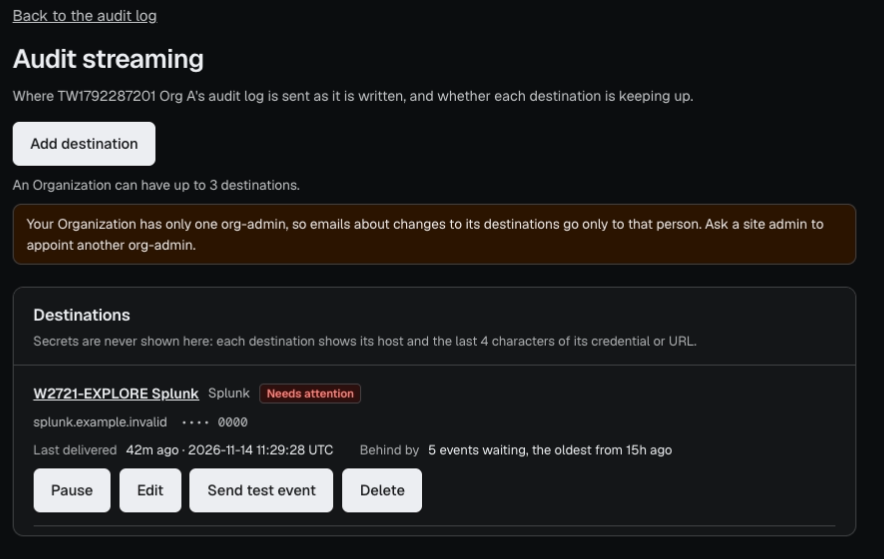 Back to the audit log
Audit streaming
Where TW1792287201 Org A's audit log is sent as it is written, and whether each destination is keeping up.
Add destination
An Organization can have up to 3 destinations.
Your Organization has only one org-admin, so emails about changes to its destinations go only to that person. Ask a site admin to
appoint another org-admin.
Destinations
Secrets are never shown here: each destination shows its host and the last 4 characters of its credential or URL.
W2721-EXPLORE Splunk Splunk Needs attention
splunk.example.invalid •••• 0000
Last delivered 42m ago · 2026-11-14 11:29:28 UTC Behind by 5 events waiting, the oldest from 15h ago
Pause Edit Send test event Delete